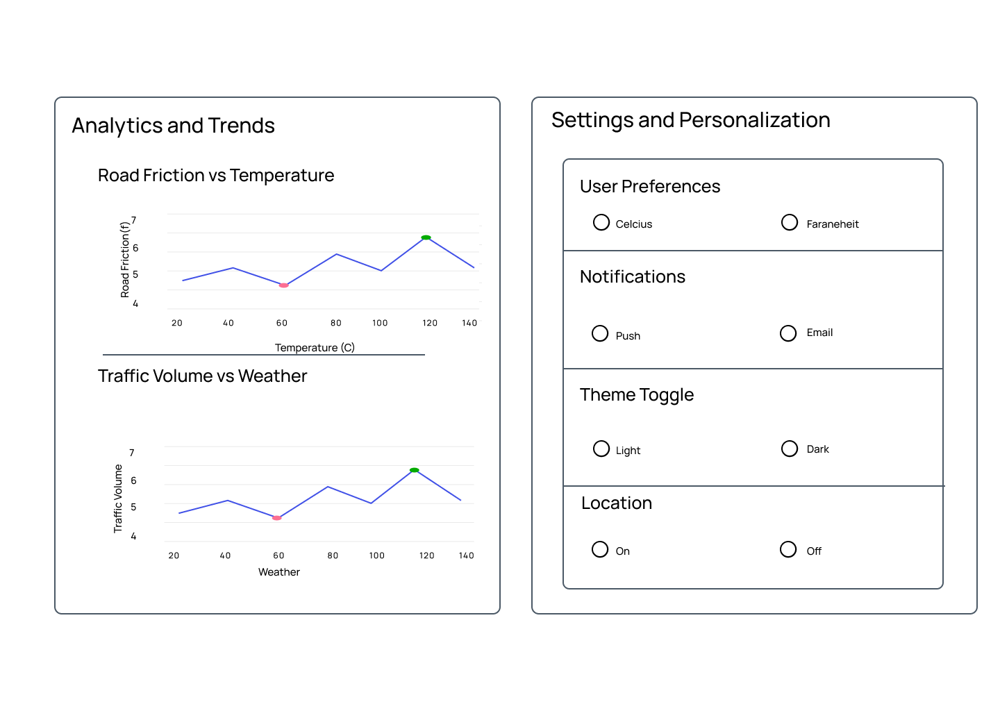 Analytics and Trends
Road Friction vs Temperature
Road Friction(f)
7
6
5
4
20 40 60 80 100 120 140
Temperature (C)
Traffic Volume vs Weather
Traffic Volume
7
6
5
4
20 40 60 80 100 120 140
Weather
Settings and Personalization
User Preferences
Celcius Faraneheit
Notifications
Push Email
Theme Toggle
Light Dark
Location
On Off